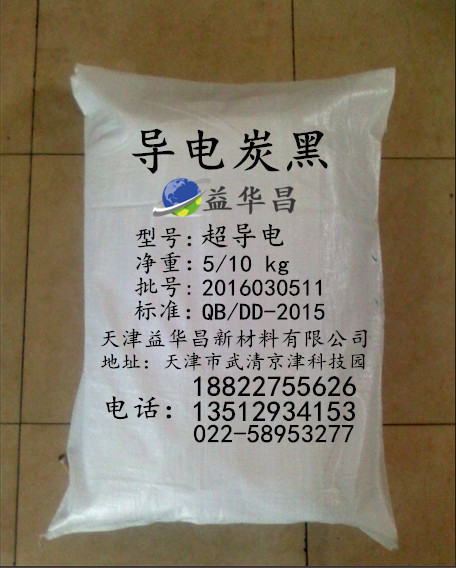 导电炭黑
益华昌
型号:超导电
净重:5/10 kg
批号:2016030511
标准:QB/DD-2015
天津益华昌新材料有限公司
地址:天津市武清京津科技园
18822755626
电话:13512934153
022-58953277